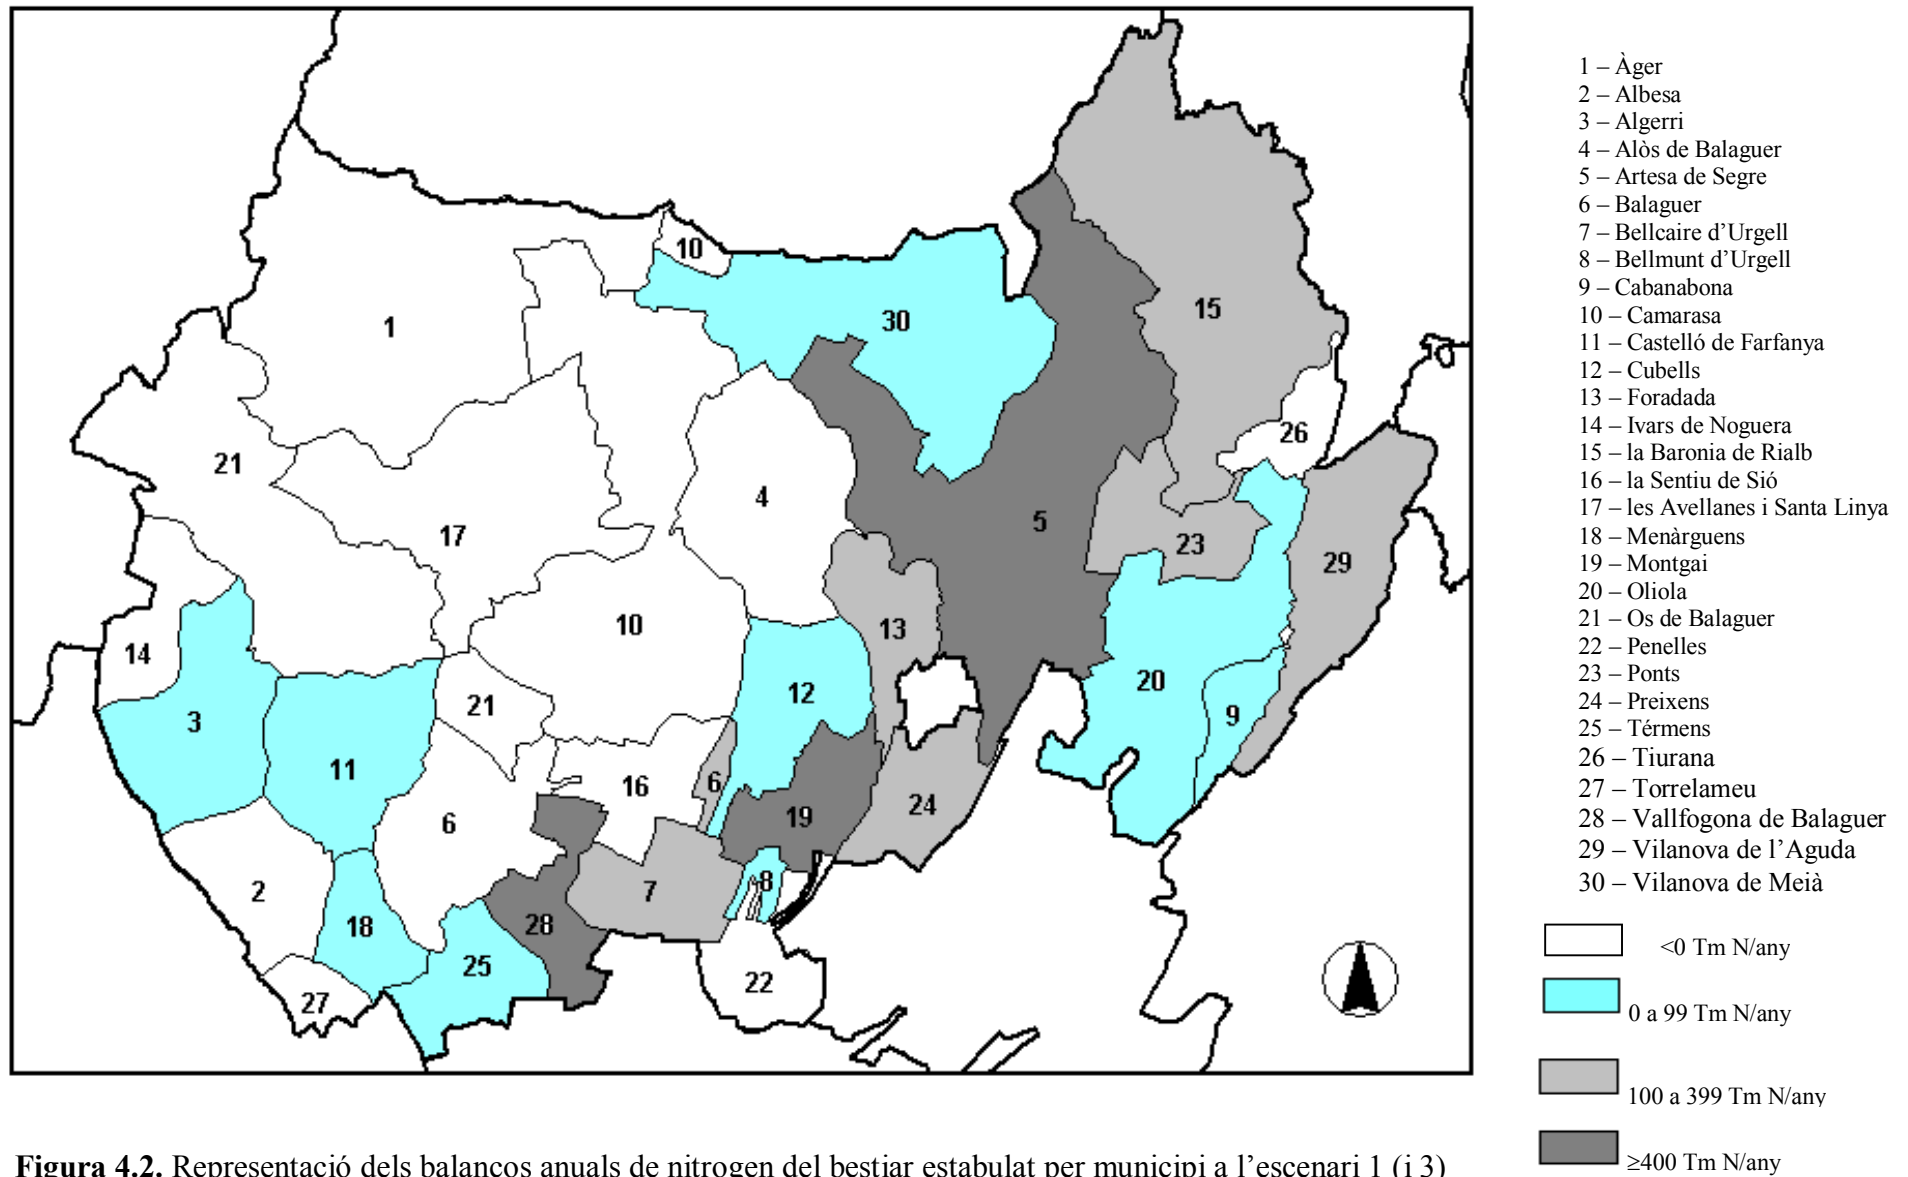 10
1
30
15
21
26
4
17
5
23
29
10
13
14
20
21
12
3
9
11
16
6
24
6
19
2
7
8
18
28
25
22
27
1 – Àger
2 – Albesa
3 – Algerri
4 – Alòs de Balaguer
5 – Artesa de Segre
6 – Balaguer
7 – Bellcaire d’Urgell
8 – Bellmunt d’Urgell
9 – Cabanabona
10 – Camarasa
11 – Castelló de Farfanya
12 – Cubells
13 – Foradada
14 – Ivars de Noguera
15 – la Baronia de Rialb
16 – la Sentiu de Sió
17 – les Avellanes i Santa Linya
18 – Menàrguens
19 – Montgai
20 – Oliola
21 – Os de Balaguer
22 – Penelles
23 – Ponts
24 – Preixens
25 – Térmens
26 – Tiurana
27 – Torrelameu
28 – Vallfogona de Balaguer
29 – Vilanova de l’Aguda
30 – Vilanova de Meià
<0 Tm N/any
0 a 99 Tm N/any
100 a 399 Tm N/any
≥400 Tm N/any
Figura 4.2. Representació dels balanços anuals de nitrogen del bestiar estabulat per municipi a l’escenari 1 (i 3)